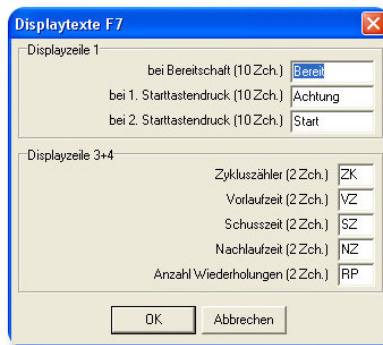 Displaytexte F7
Displayzeile 1
bei Bereitschaft (10 Zch.) Bereit
bei 1. Starttastendruck (10 Zch.) Achtung
bei 2. Starttastendruck (10 Zch.) Start
Displayzeile 3+4
Zykluszähler (2 Zch.) ZK
Vorlaufzeit (2 Zch.) VZ
Schusszeit (2 Zch.) SZ
Nachlaufzeit (2 Zch.) NZ
Anzahl Wiederholungen (2 Zch.) RP
OK Abbrechen